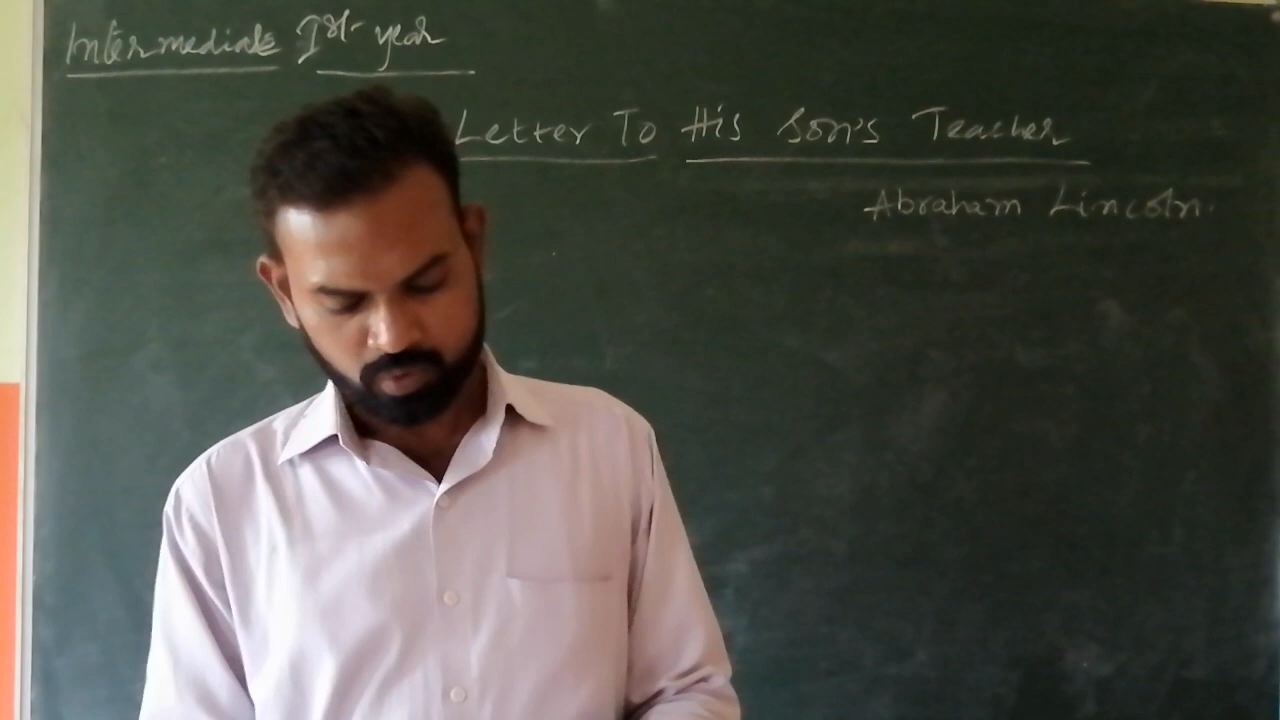 Intermediate Ist year
Letter To His Son's Teacher
Abraham Lincoln.